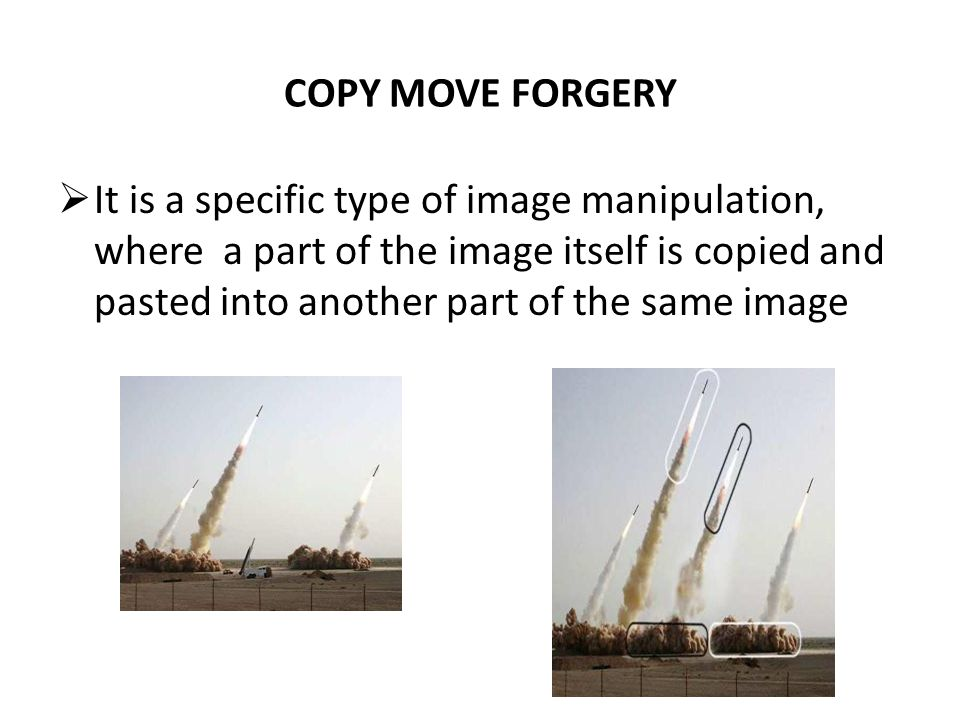 COPY MOVE FORGERY
➢ It is a specific type of image manipulation,
where a part of the image itself is copied and
pasted into another part of the same image